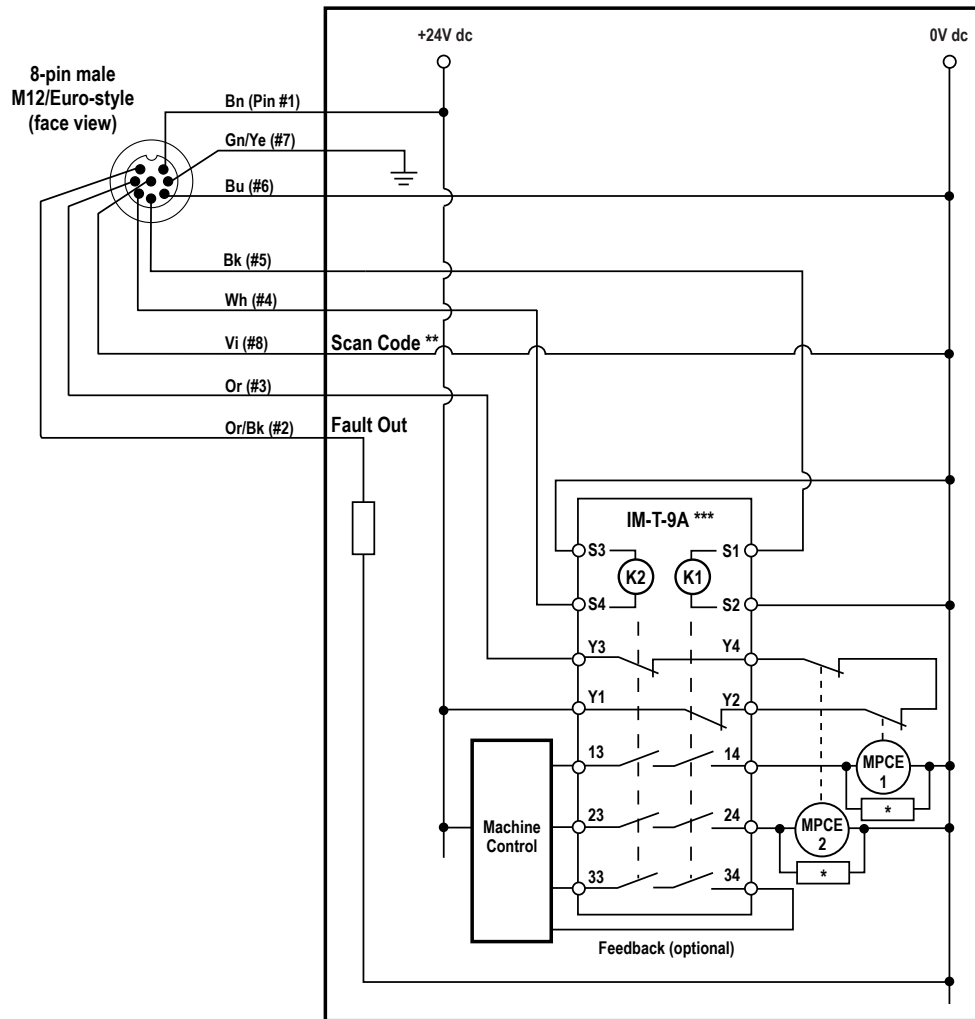 +24V dc
0V dc
8-pin male
M12/Euro-style
(face view)
Bn (Pin #1)
Gn/Ye (#7)
Bu (#6)
Bk (#5)
Wh (#4)
Vi (#8)
Scan Code **
Or (#3)
Or/Bk (#2)
Fault Out
IM-T-9A ***
S3
S1
K2
K1
S4
S2
Y3
Y4
Y1
Y2
13
14
MPCE
1
*
23
24
MPCE
2
*
Machine
Control
33
34
Feedback (optional)